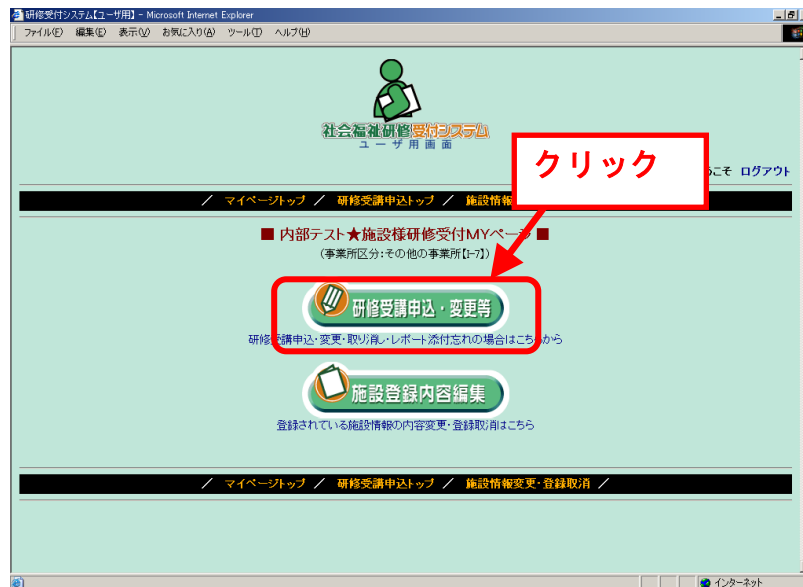 研修受付システム【ユーザ用】 - Microsoft Internet Explorer
ファイル(F) 編集(E) 表示(V) お気に入り(A) ツール(T) ヘルプ(H)
社会福祉研修受付システム
ユーザ用画面
クリック
こそ ログアウト
／ マイページトップ ／ 研修受講申込トップ ／ 施設情報
■ 内部テスト★施設様研修受付MYページ ■
(事業所区分:その他の事業所【I-7】)
研修受講申込・変更等
研修受講申込・変更・取り消し・レポート添付忘れの場合はこちらから
施設登録内容編集
登録されている施設情報の内容変更・登録取消はこちら
／ マイページトップ ／ 研修受講申込トップ ／ 施設情報変更・登録取消 ／
インターネット